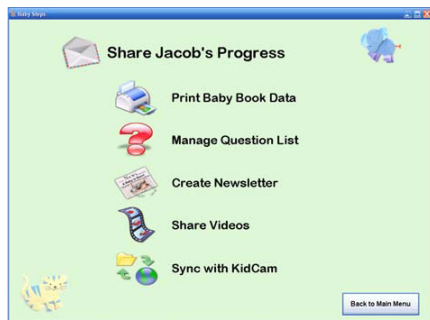 Baby Steps
Share Jacob's Progress
Print Baby Book Data
Manage Question List
Create Newsletter
Share Videos
Sync with KidCam
Back to Main Menu